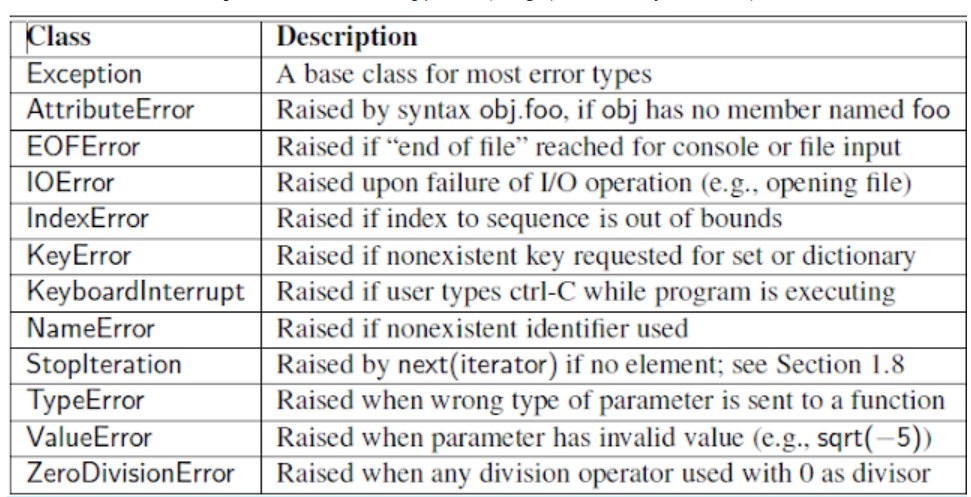 Class Description
Exception A base class for most error types
AttributeError Raised by syntax obj.foo, if obj has no member named foo
EOFError Raised if “end of file” reached for console or file input
IOError Raised upon failure of I/O operation (e.g., opening file)
IndexError Raised if index to sequence is out of bounds
KeyError Raised if nonexistent key requested for set or dictionary
KeyboardInterrupt Raised if user types ctrl-C while program is executing
NameError Raised if nonexistent identifier used
StopIteration Raised by next(iterator) if no element; see Section 1.8
TypeError Raised when wrong type of parameter is sent to a function
ValueError Raised when parameter has invalid value (e.g., sqrt(−5))
ZeroDivisionError Raised when any division operator used with 0 as divisor